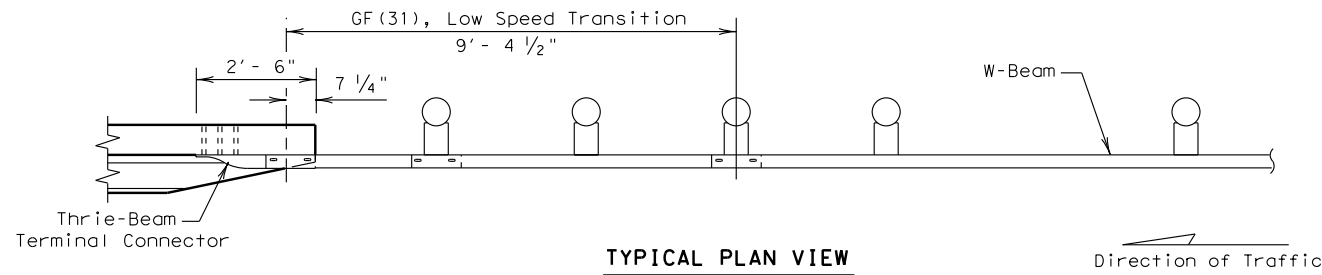 GF(31), Low Speed Transition
9'- 4 1/2"
2'- 6"
7 1/4"
W-Beam
Thrie-Beam
Terminal Connector
TYPICAL PLAN VIEW
Direction of Traffic